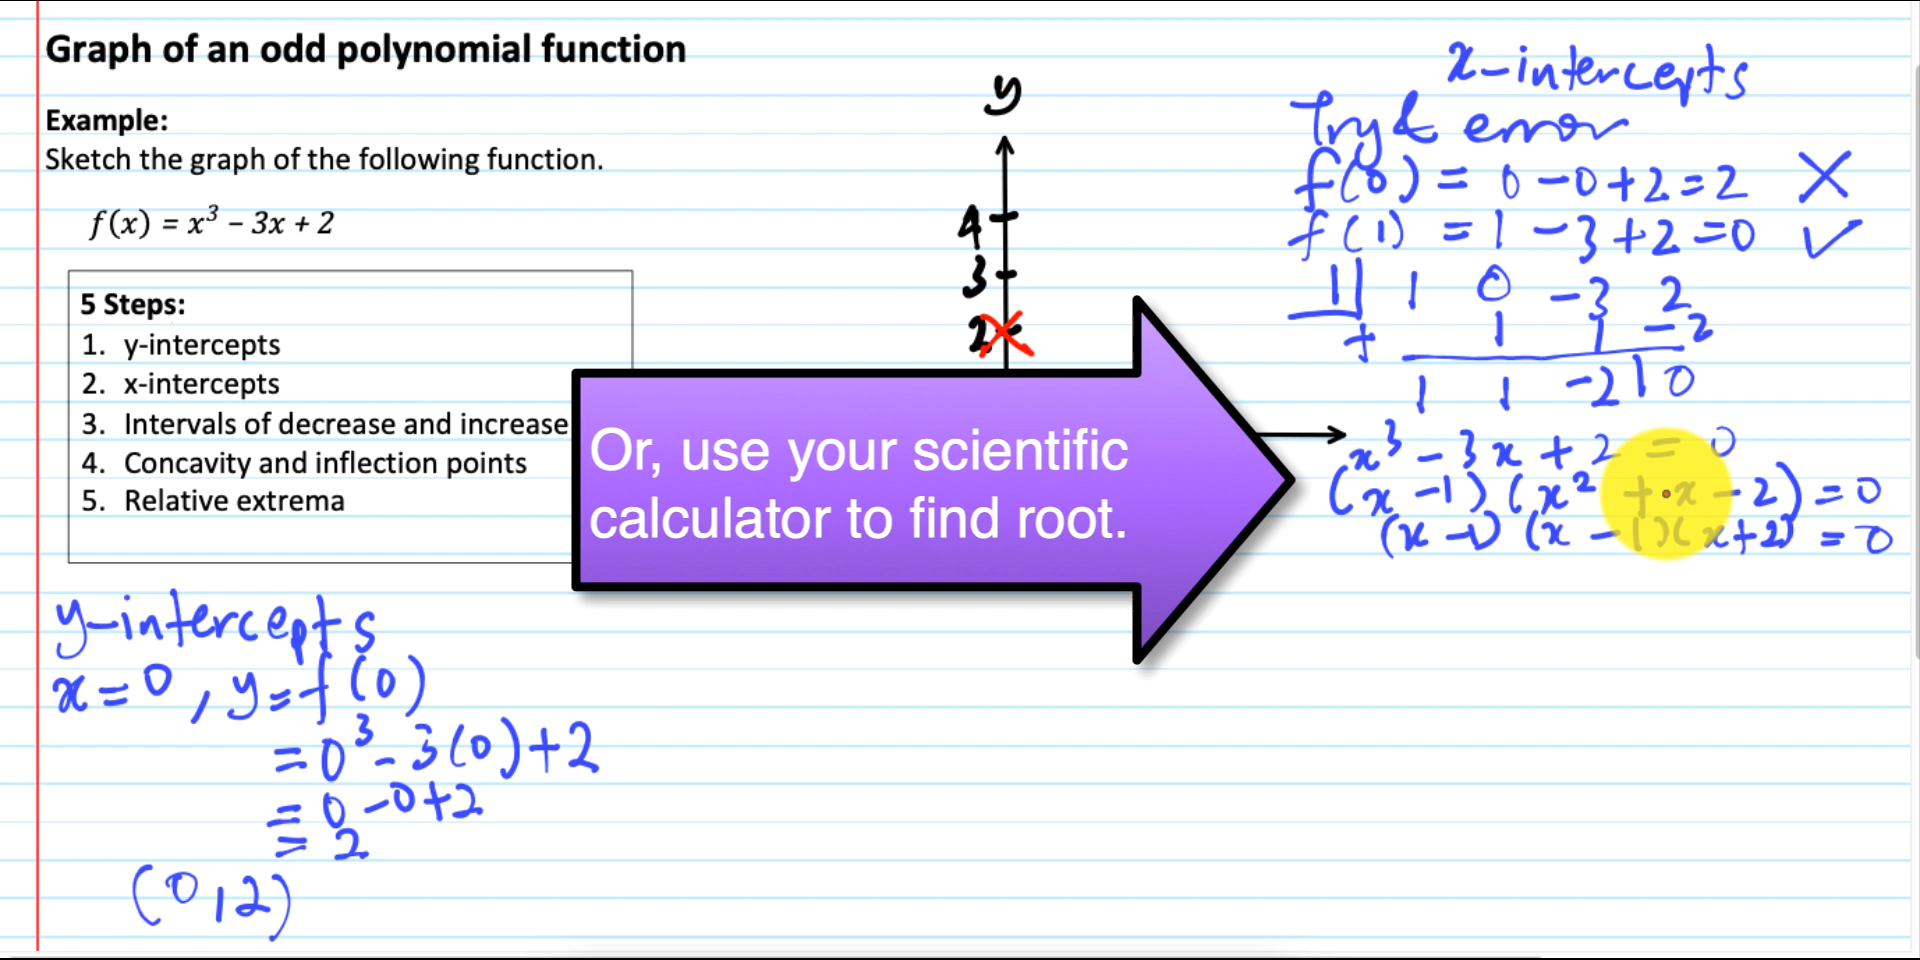 Graph of an odd polynomial function
Example:
Sketch the graph of the following function.
f(x) = x³ – 3x + 2
5 Steps:
1. y-intercepts
2. x-intercepts
3. Intervals of decrease and increase
4. Concavity and inflection points
5. Relative extrema
y-intercepts
x=0, y=f(0)
=0³-3(0)+2
=0-0+2
=2
(0,2)
y
4
3
2
Or, use your scientific
calculator to find root.
x-intercepts
Try & error
f(0) = 0-0+2=2 ✗
f(1) = 1-3+2=0 ✓
1| 1 0 -3 2
+ 1 1 -2
1 1 -2 | 0
x³-3x+2=0
(x-1)(x²+x-2)=0
(x-1)(x-1)(x+2)=0